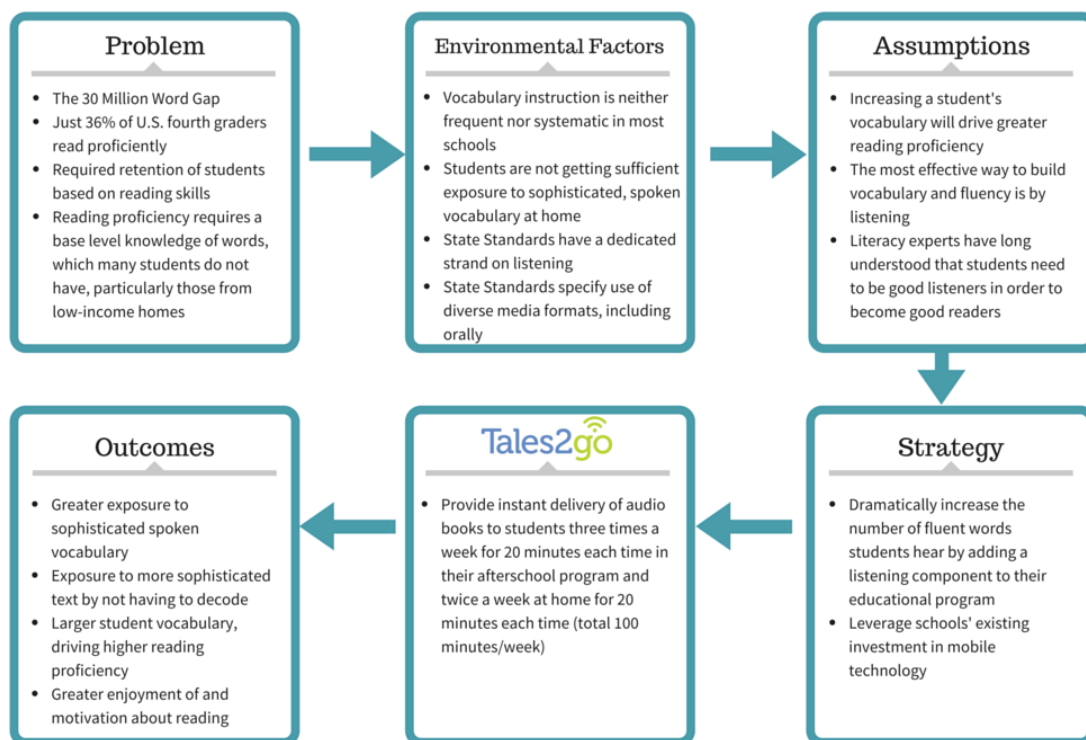 Problem
• The 30 Million Word Gap
• Just 36% of U.S. fourth graders
read proficiently
• Required retention of students
based on reading skills
• Reading proficiency requires a
base level knowledge of words,
which many students do not
have, particularly those from
low-income homes
Environmental Factors
• Vocabulary instruction is neither
frequent nor systematic in most
schools
• Students are not getting sufficient
exposure to sophisticated, spoken
vocabulary at home
• State Standards have a dedicated
strand on listening
• State Standards specify use of
diverse media formats, including
orally
Assumptions
• Increasing a student's
vocabulary will drive greater
reading proficiency
• The most effective way to build
vocabulary and fluency is by
listening
• Literacy experts have long
understood that students need
to be good listeners in order to
become good readers
Strategy
• Dramatically increase the
number of fluent words
students hear by adding a
listening component to their
educational program
• Leverage schools' existing
investment in mobile
technology
Tales2go
• Provide instant delivery of audio
books to students three times a
week for 20 minutes each time in
their afterschool program and
twice a week at home for 20
minutes each time (total 100
minutes/week)
Outcomes
• Greater exposure to
sophisticated spoken
vocabulary
• Exposure to more sophisticated
text by not having to decode
• Larger student vocabulary,
driving higher reading
proficiency
• Greater enjoyment of and
motivation about reading